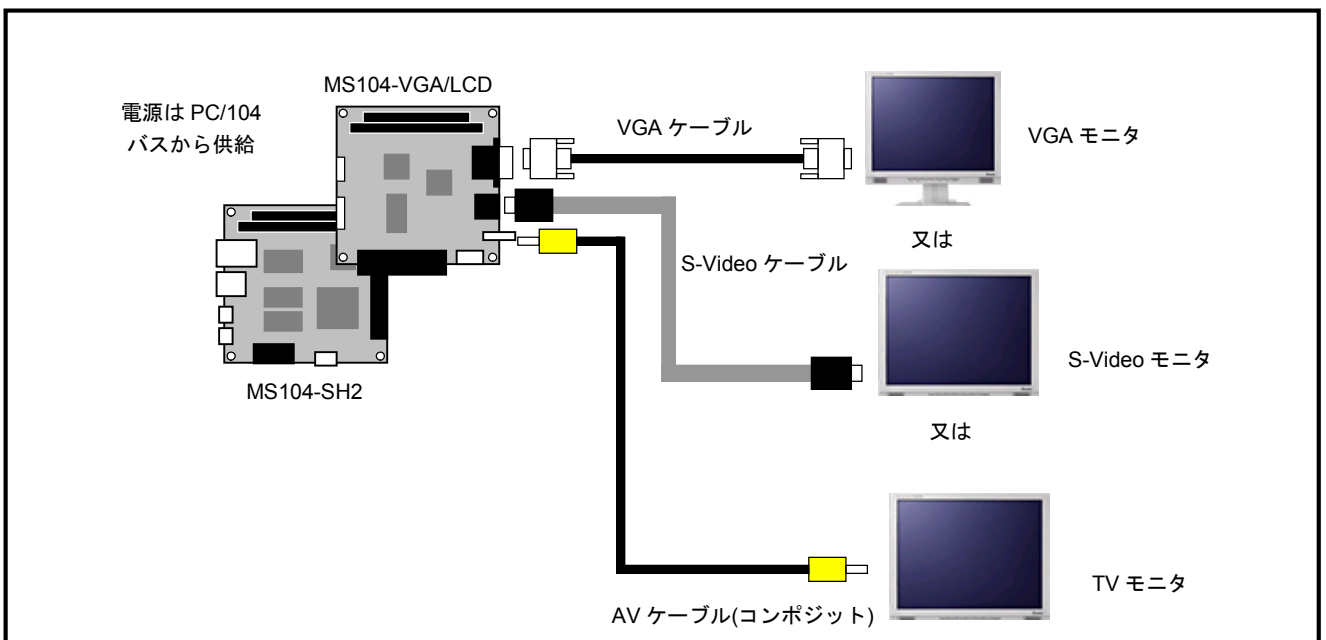 MS104-VGA/LCD
電源は PC/104
バスから供給
VGA ケーブル
VGA モニタ
又は
S-Video ケーブル
S-Video モニタ
MS104-SH2
又は
TV モニタ
AV ケーブル(コンポジット)